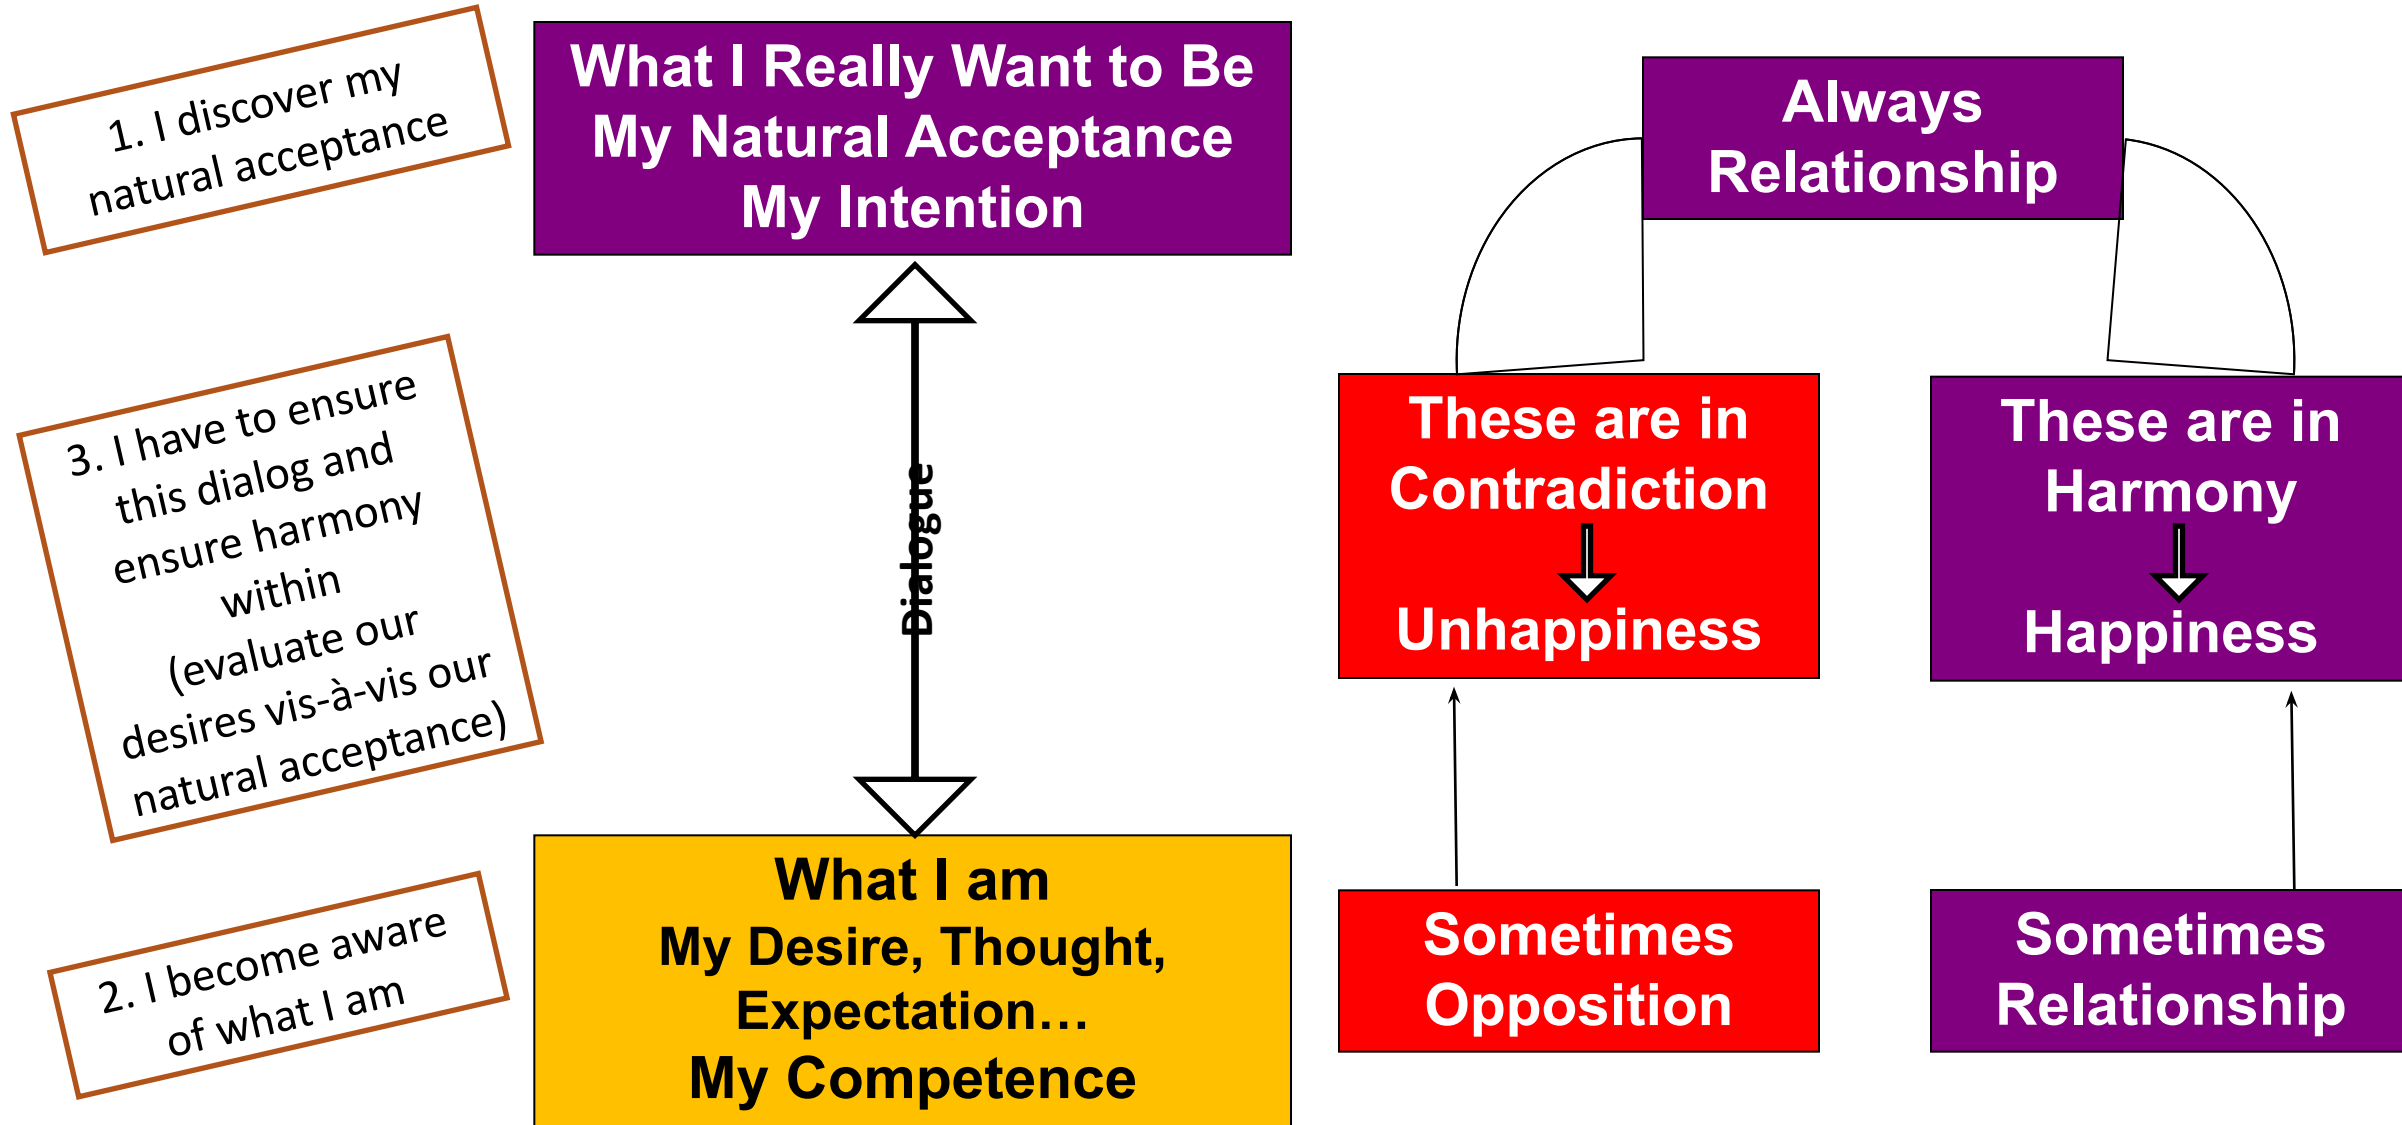 1. I discover my
natural acceptance
What I Really Want to Be
My Natural Acceptance
My Intention
Always
Relationship
3. I have to ensure
this dialog and
ensure harmony
within
(evaluate our
desires vis-à-vis our
natural acceptance)
Dialogue
These are in
Contradiction
Unhappiness
These are in
Harmony
Happiness
2. I become aware
of what I am
What I am
My Desire, Thought,
Expectation…
My Competence
Sometimes
Opposition
Sometimes
Relationship